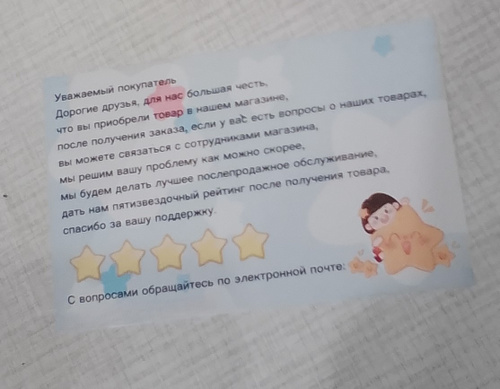 Уважаемый покупатель
Дорогие друзья, для нас большая честь,
что вы приобрели товар в нашем магазине,
после получения заказа, если у вас есть вопросы о наших товарах,
вы можете связаться с сотрудниками магазина,
мы решим вашу проблему как можно скорее,
мы будем делать лучшее послепродажное обслуживание,
дать нам пятизвездочный рейтинг после получения товара,
спасибо за вашу поддержку.
С вопросами обращайтесь по электронной почте: